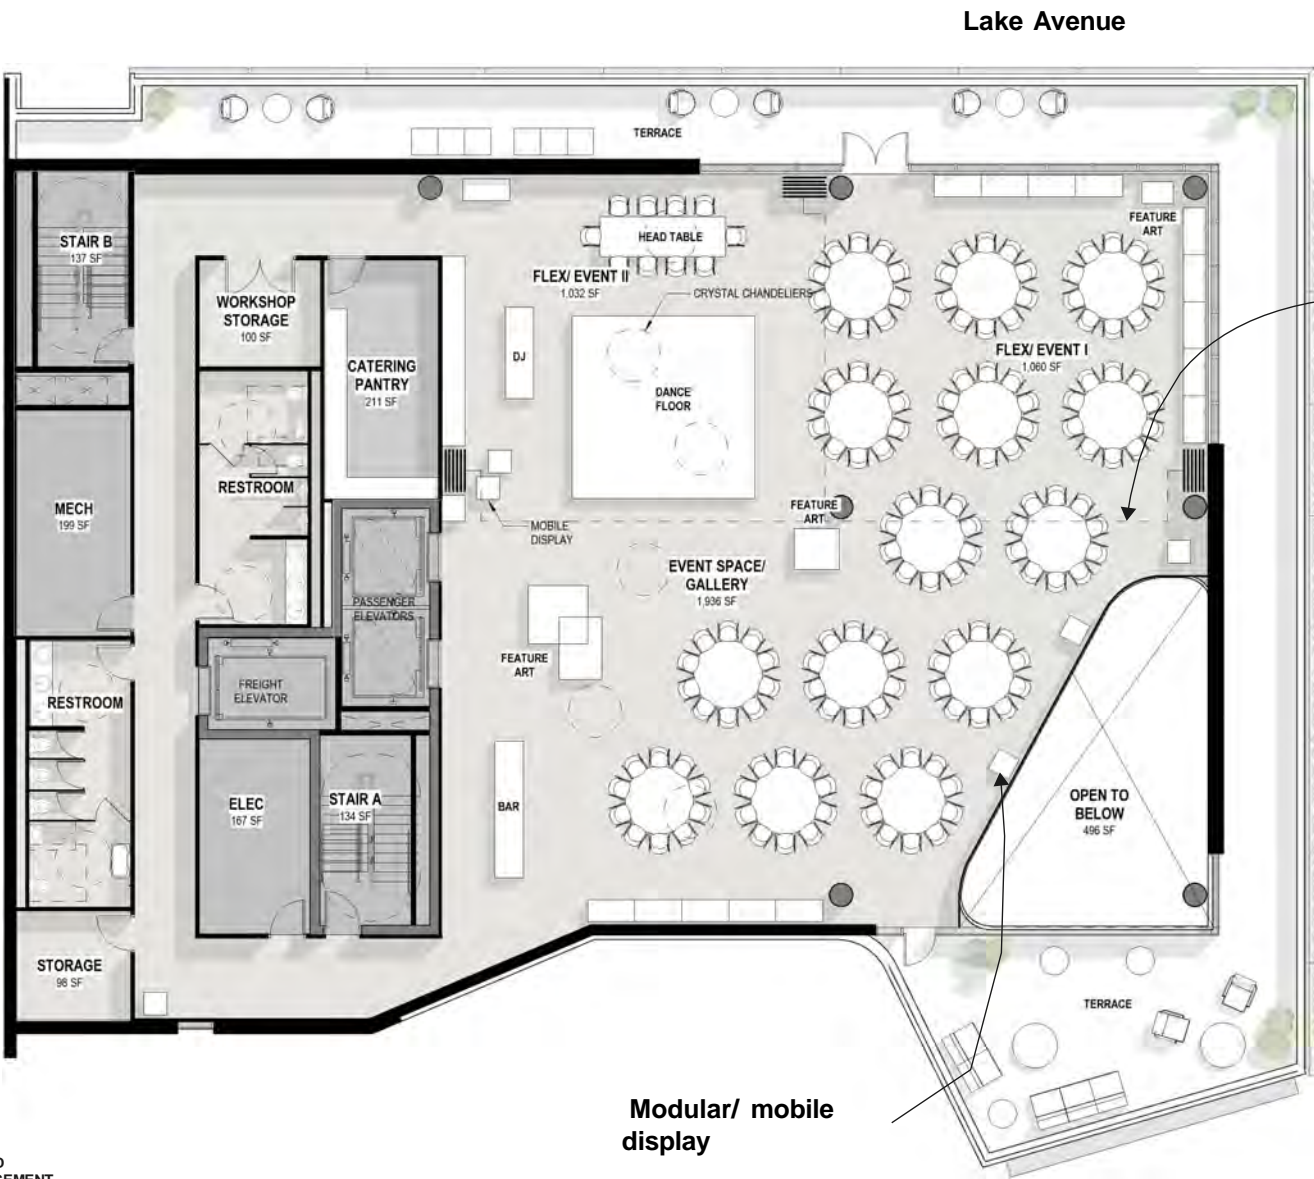 Lake Avenue
TERRACE
STAIR B
137 SF
HEAD TABLE
FEATURE
ART
FLEX/ EVENT II
1,032 SF
CRYSTAL CHANDELIERS
WORKSHOP
STORAGE
100 SF
DJ
FLEX/ EVENT I
1,060 SF
CATERING
PANTRY
211 SF
DANCE
FLOOR
RESTROOM
MECH
199 SF
FEATURE
ART
MOBILE
DISPLAY
EVENT SPACE/
GALLERY
1,936 SF
PASSENGER
ELEVATORS
FEATURE
ART
FREIGHT
ELEVATOR
RESTROOM
ELEC
167 SF
STAIR A
134 SF
BAR
OPEN TO
BELOW
496 SF
STORAGE
98 SF
TERRACE
Modular/ mobile
display